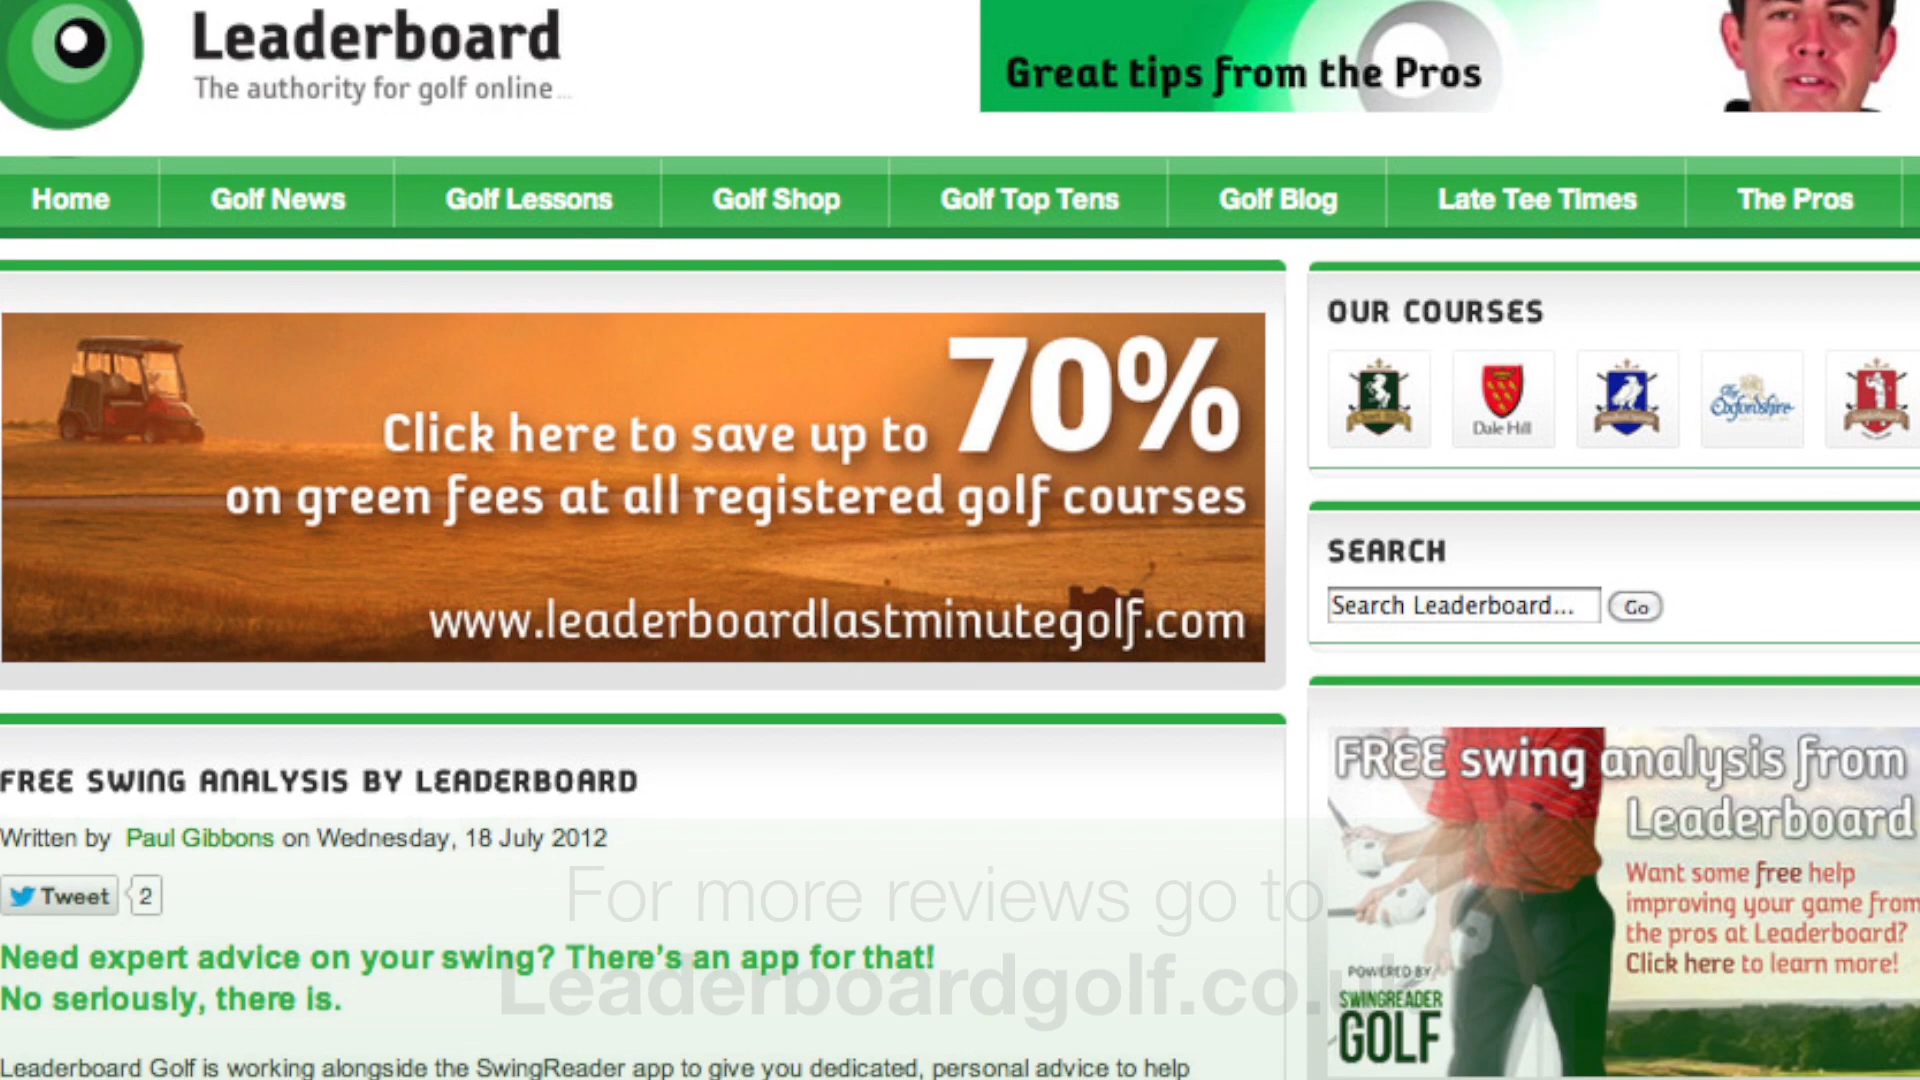 Leaderboard
The authority for golf online...
Great tips from the Pros
Home Golf News Golf Lessons Golf Shop Golf Top Tens Golf Blog Late Tee Times The Pros
Click here to save up to 70%
on green fees at all registered golf courses
www.leaderboardlastminutegolf.com
OUR COURSES
Dale Hill
The Oxfordshire
SEARCH
Search Leaderboard... Go
FREE SWING ANALYSIS BY LEADERBOARD
Written by Paul Gibbons on Wednesday, 18 July 2012
Tweet 2
Need expert advice on your swing? There's an app for that!
No seriously, there is.
Leaderboard Golf is working alongside the SwingReader app to give you dedicated, personal advice to help
FREE swing analysis from
Leaderboard
Want some free help
improving your game from
the pros at Leaderboard?
Click here to learn more!
POWERED BY
SWINGREADER
GOLF
For more reviews go to
Leaderboardgolf.co.uk